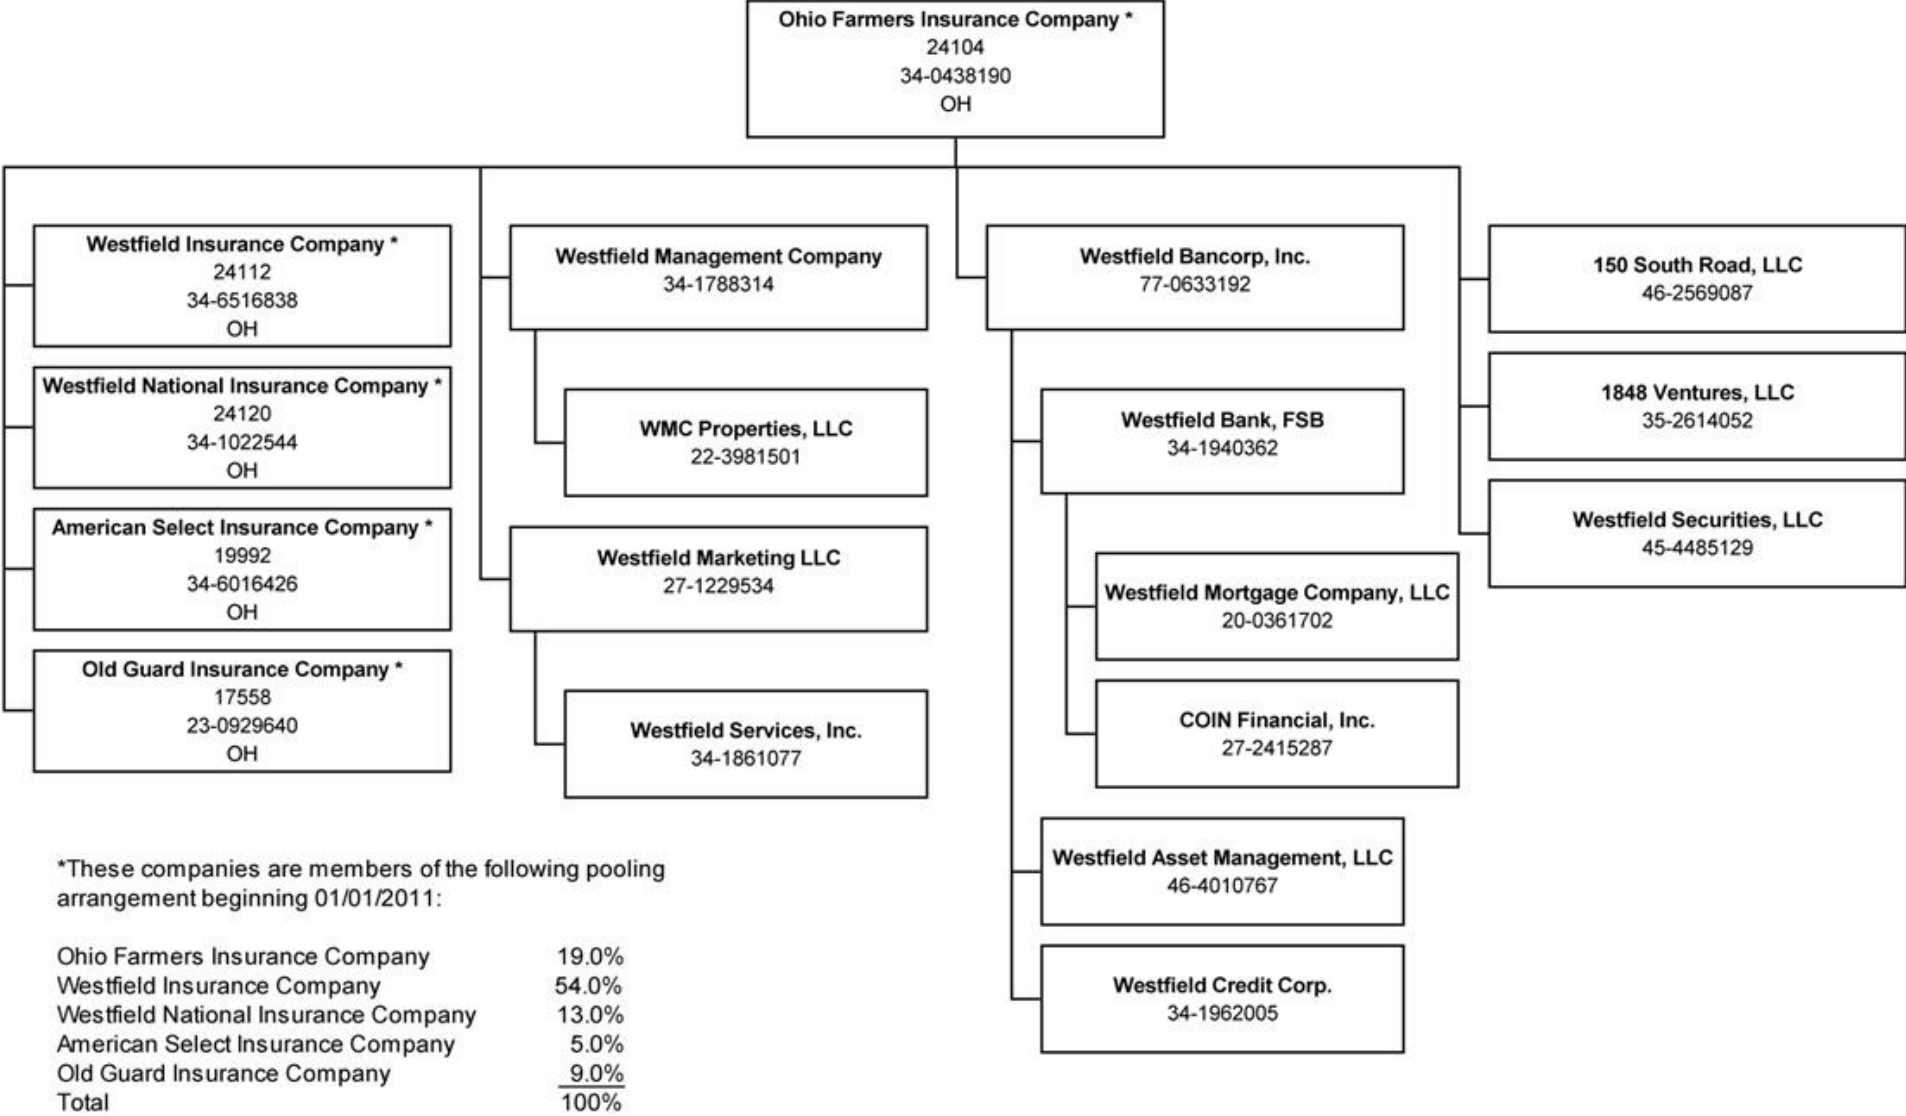 Ohio Farmers Insurance Company *
24104
34-0438190
OH
Westfield Insurance Company *
24112
34-6516838
OH
Westfield National Insurance Company *
24120
34-1022544
OH
American Select Insurance Company *
19992
34-6016426
OH
Old Guard Insurance Company *
17558
23-0929640
OH
Westfield Management Company
34-1788314
WMC Properties, LLC
22-3981501
Westfield Marketing LLC
27-1229534
Westfield Services, Inc.
34-1861077
Westfield Bancorp, Inc.
77-0633192
Westfield Bank, FSB
34-1940362
Westfield Mortgage Company, LLC
20-0361702
COIN Financial, Inc.
27-2415287
Westfield Asset Management, LLC
46-4010767
Westfield Credit Corp.
34-1962005
150 South Road, LLC
46-2569087
1848 Ventures, LLC
35-2614052
Westfield Securities, LLC
45-4485129
*These companies are members of the following pooling
arrangement beginning 01/01/2011:
Ohio Farmers Insurance Company 19.0%
Westfield Insurance Company 54.0%
Westfield National Insurance Company 13.0%
American Select Insurance Company 5.0%
Old Guard Insurance Company 9.0%
Total 100%